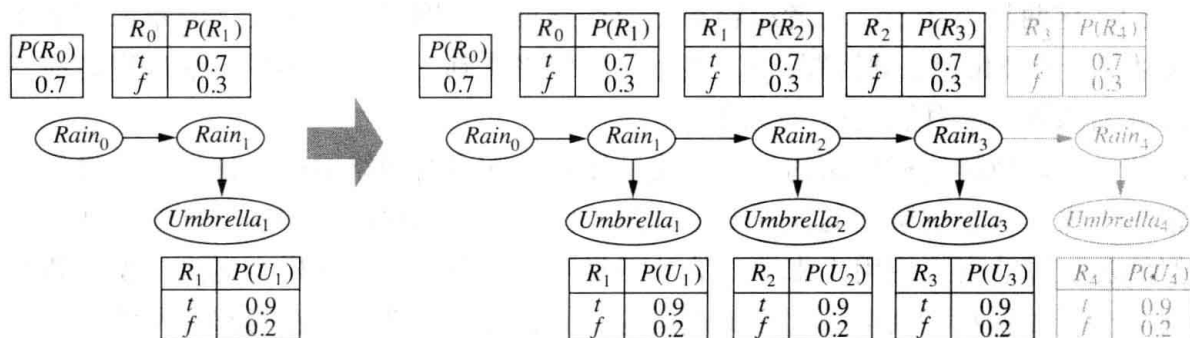 P(R₀)
0.7
R₀ P(R₁)
t 0.7
f 0.3
Rain₀
Rain₁
Umbrella₁
R₁ P(U₁)
t 0.9
f 0.2
P(R₀)
0.7
R₀ P(R₁)
t 0.7
f 0.3
R₁ P(R₂)
t 0.7
f 0.3
R₂ P(R₃)
t 0.7
f 0.3
R₃ P(R₄)
t 0.7
f 0.3
Rain₀
Rain₁
Rain₂
Rain₃
Rain₄
Umbrella₁
Umbrella₂
Umbrella₃
Umbrella₄
R₁ P(U₁)
t 0.9
f 0.2
R₂ P(U₂)
t 0.9
f 0.2
R₃ P(U₃)
t 0.9
f 0.2
R₄ P(U₄)
t 0.9
f 0.2